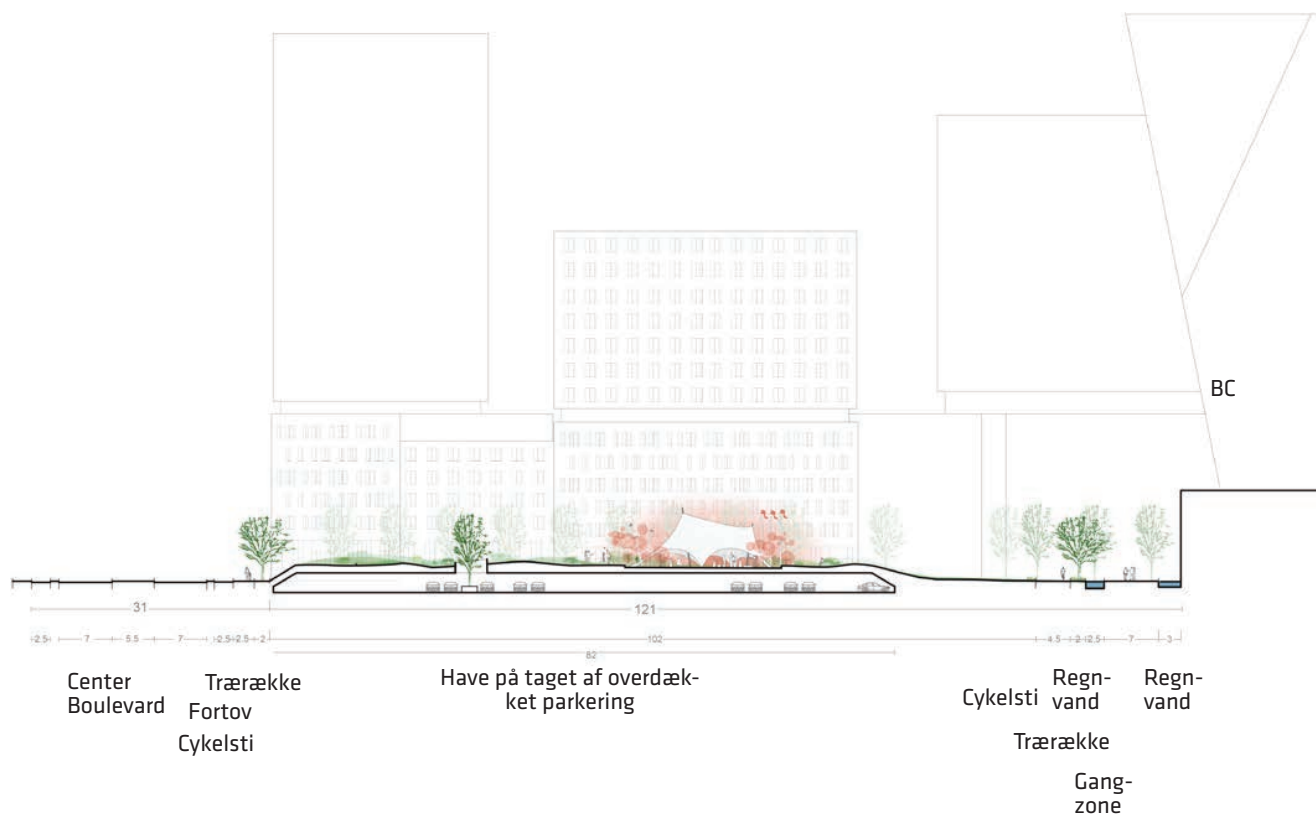 BC
31
121
2.5
7
5.5
7
2.5
2.5
2
102
4.5
2
2.5
7
3
82
Center
Boulevard
Trærække
Fortov
Cykelsti
Have på taget af overdæk-
ket parkering
Cykelsti
Regn-
vand
Regn-
vand
Trærække
Gang-
zone